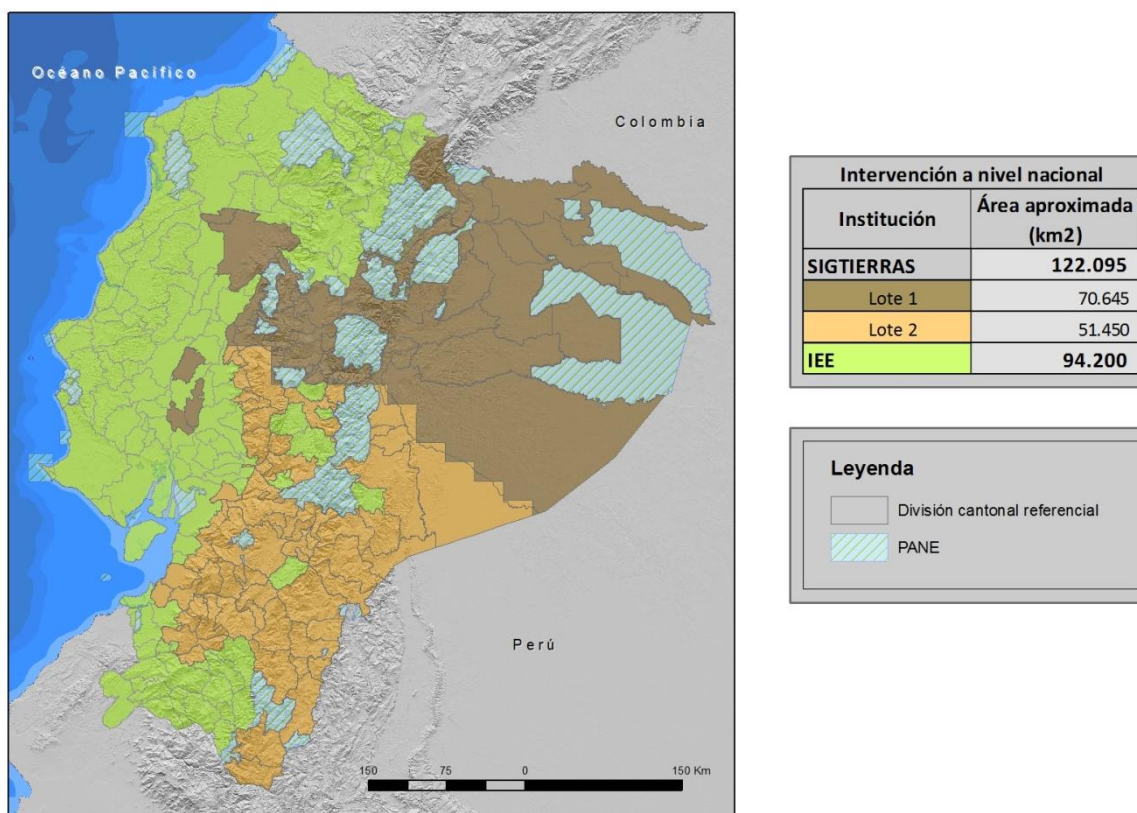 Océano Pacífico
Colombia
Perú
150 75 0 150 Km
Intervención a nivel nacional
Institución Área aproximada
(km2)
SIGTIERRAS 122.095
Lote 1 70.645
Lote 2 51.450
IEE 94.200
Leyenda
División cantonal referencial
PANE